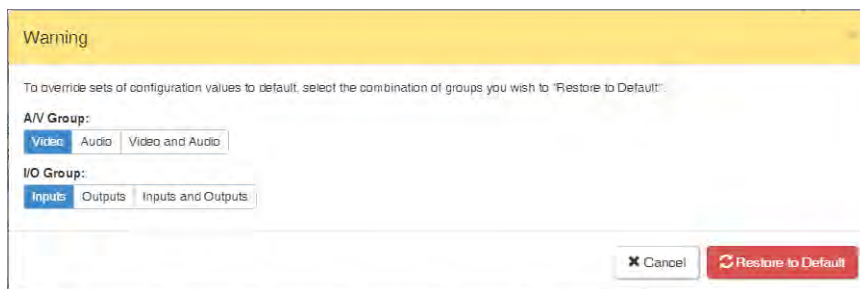 Warning
To override sets of configuration values to default, select the combination of groups you wish to "Restore to Default".
A/V Group:
Video Audio Video and Audio
I/O Group:
Inputs Outputs Inputs and Outputs
Cancel Restore to Default